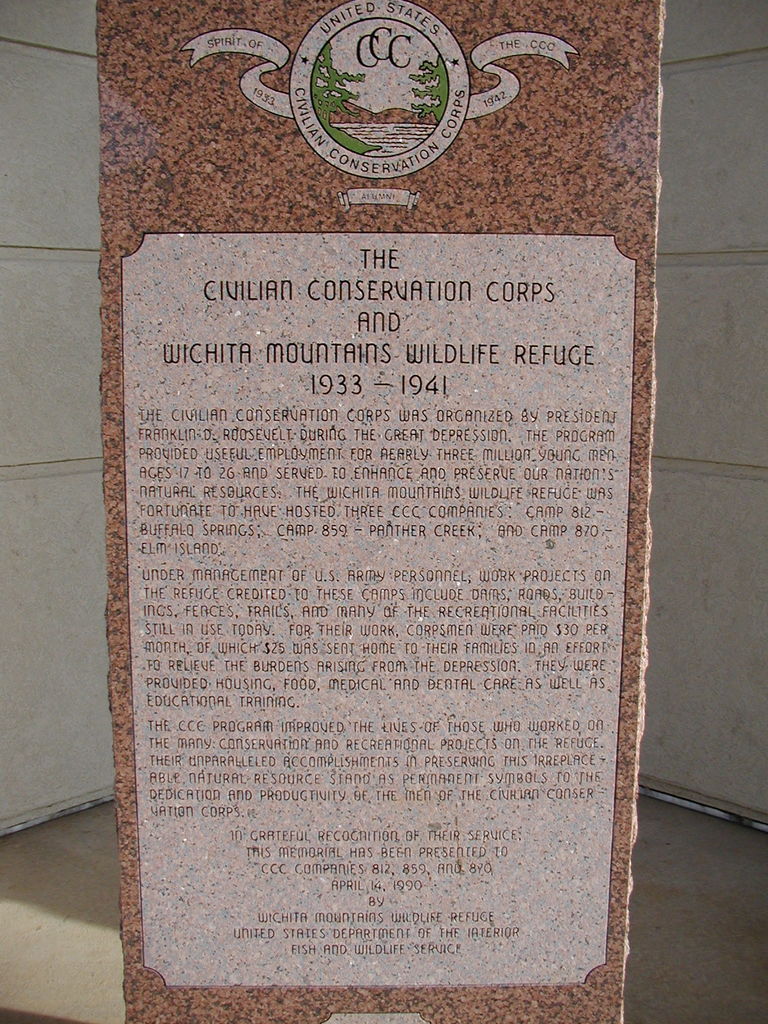 UNITED STATES
CCC
SPIRIT OF
THE CCC
1933
1942
CIVILIAN CONSERVATION CORPS
ALUMNI
THE
CIVILIAN CONSERVATION CORPS
AND
WICHITA MOUNTAINS WILDLIFE REFUGE
1933 - 1941
THE CIVILIAN CONSERVATION CORPS WAS ORGANIZED BY PRESIDENT
FRANKLIN D. ROOSEVELT DURING THE GREAT DEPRESSION. THE PROGRAM
PROVIDED USEFUL EMPLOYMENT FOR NEARLY THREE MILLION YOUNG MEN
AGES 17 TO 26 AND SERVED TO ENHANCE AND PRESERVE OUR NATION'S
NATURAL RESOURCES. THE WICHITA MOUNTAINS WILDLIFE REFUGE WAS
FORTUNATE TO HAVE HOSTED THREE CCC COMPANIES: CAMP 812 -
BUFFALO SPRINGS; CAMP 859 - PANTHER CREEK; AND CAMP 870 -
ELM ISLAND.
UNDER MANAGEMENT OF U.S. ARMY PERSONNEL, WORK PROJECTS ON
THE REFUGE CREDITED TO THESE CAMPS INCLUDE DAMS, ROADS, BUILD-
INGS, FENCES, TRAILS, AND MANY OF THE RECREATIONAL FACILITIES
STILL IN USE TODAY. FOR THEIR WORK, CORPSMEN WERE PAID $30 PER
MONTH, OF WHICH $25 WAS SENT HOME TO THEIR FAMILIES IN AN EFFORT
TO RELIEVE THE BURDENS ARISING FROM THE DEPRESSION. THEY WERE
PROVIDED HOUSING, FOOD, MEDICAL AND DENTAL CARE AS WELL AS
EDUCATIONAL TRAINING.
THE CCC PROGRAM IMPROVED THE LIVES OF THOSE WHO WORKED ON
THE MANY CONSERVATION AND RECREATIONAL PROJECTS ON THE REFUGE.
THEIR UNPARALLELED ACCOMPLISHMENTS IN PRESERVING THIS IRREPLACE-
ABLE NATURAL RESOURCE STAND AS PERMANENT SYMBOLS TO THE
DEDICATION AND PRODUCTIVITY OF THE MEN OF THE CIVILIAN CONSER-
VATION CORPS.
IN GRATEFUL RECOGNITION OF THEIR SERVICE,
THIS MEMORIAL HAS BEEN PRESENTED TO
CCC COMPANIES 812, 859, AND 870
APRIL 14, 1990
BY
WICHITA MOUNTAINS WILDLIFE REFUGE
UNITED STATES DEPARTMENT OF THE INTERIOR
FISH AND WILDLIFE SERVICE